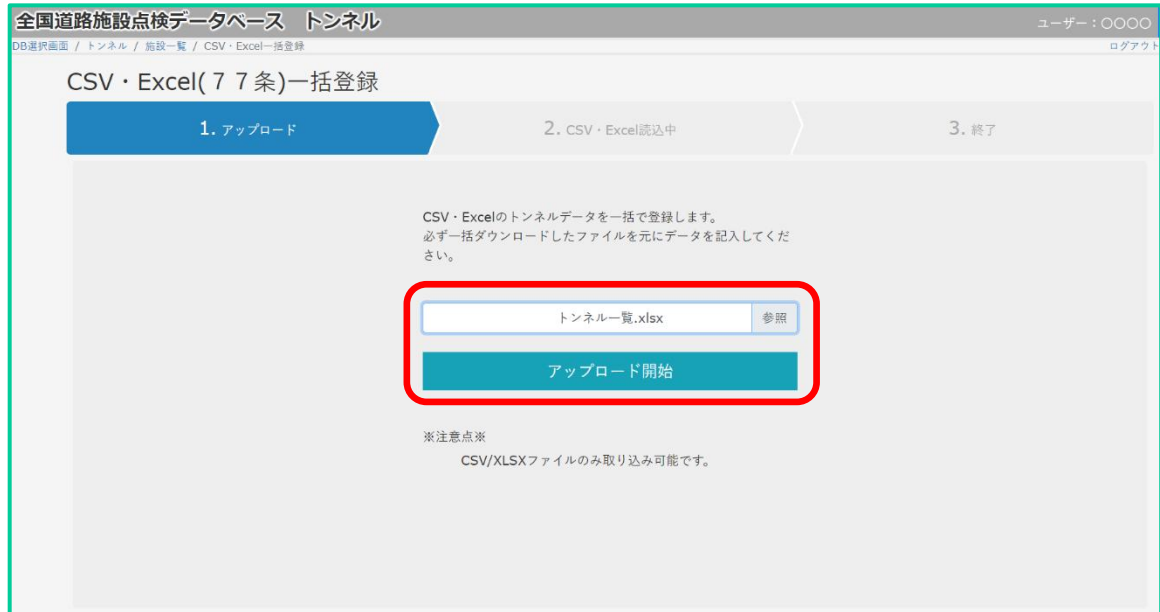 全国道路施設点検データベース　トンネル
ユーザー：〇〇〇〇
DB選択画面 / トンネル / 施設一覧 / CSV・Excel一括登録
ログアウト
CSV・Excel(７７条)一括登録
1. アップロード
2. CSV・Excel読込中
3. 終了
CSV・Excelのトンネルデータを一括で登録します。
必ず一括ダウンロードしたファイルを元にデータを記入してくだ
さい。
トンネル一覧.xlsx
参照
アップロード開始
※注意点※
CSV/XLSXファイルのみ取り込み可能です。